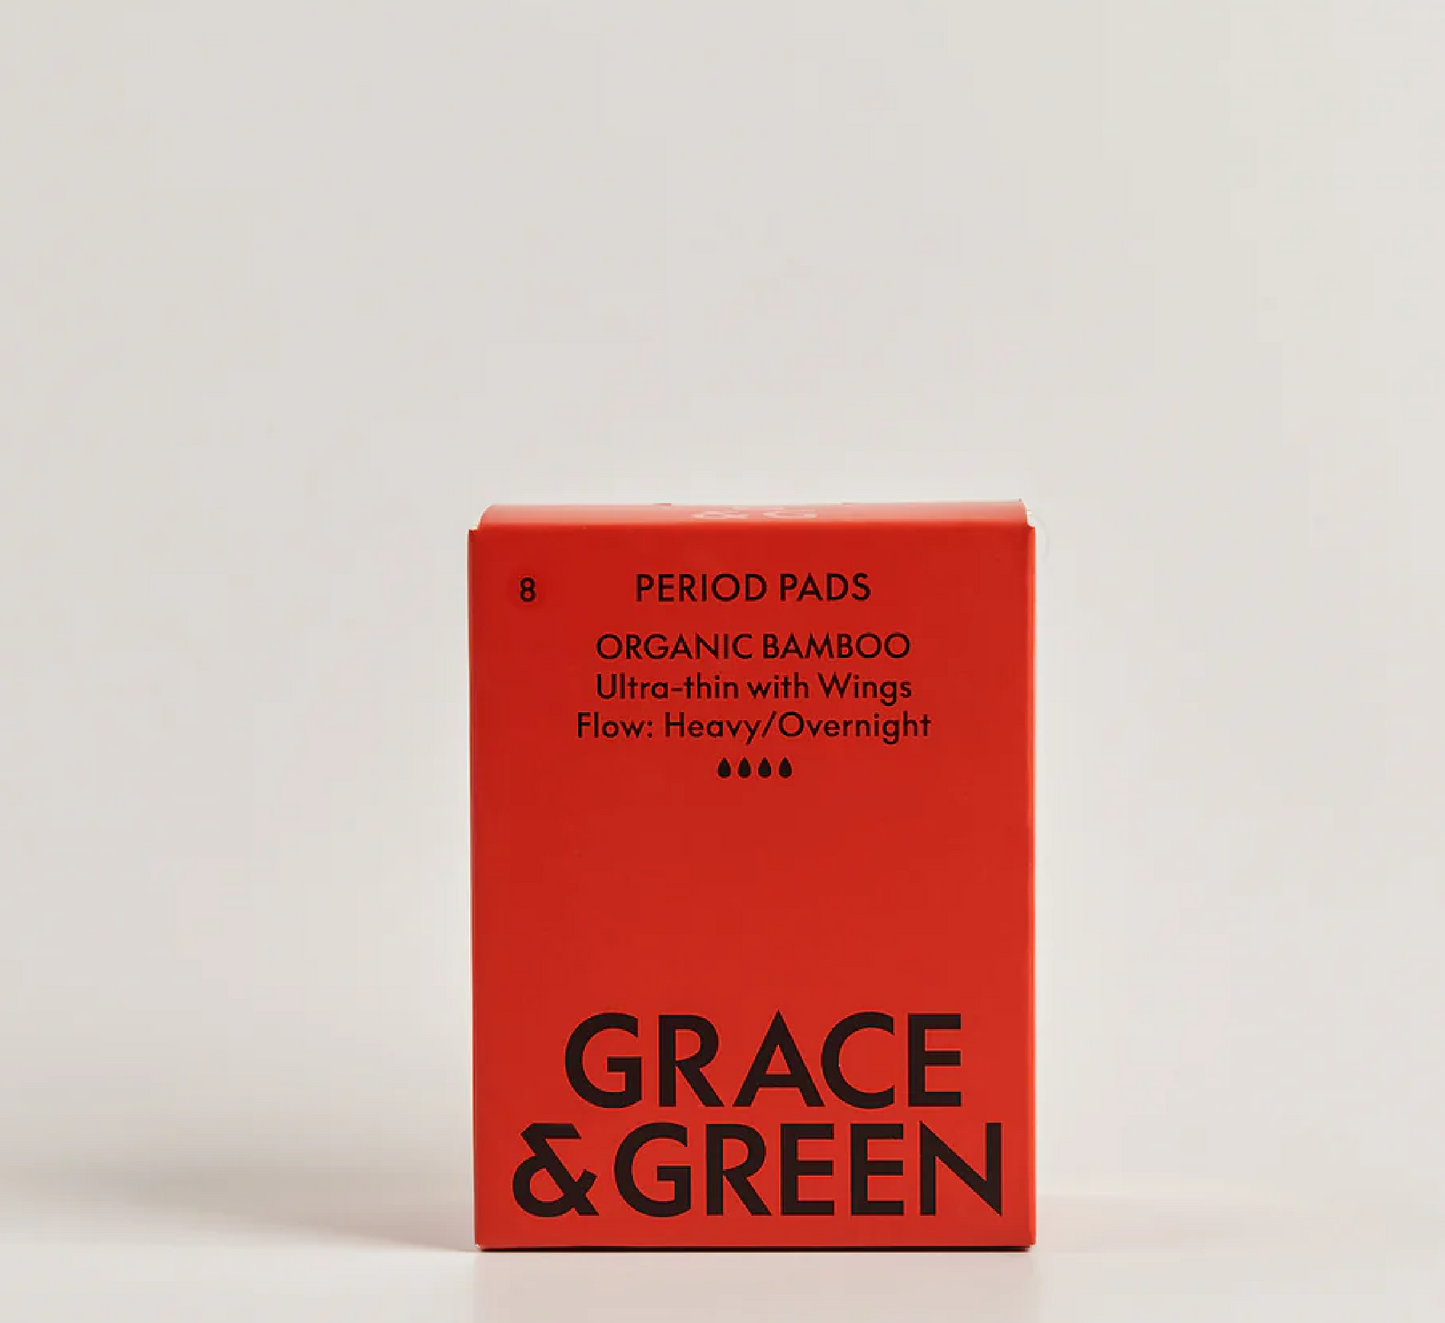 8
PERIOD PADS
ORGANIC BAMBOO
Ultra-thin with Wings
Flow: Heavy/Overnight
GRACE
&GREEN